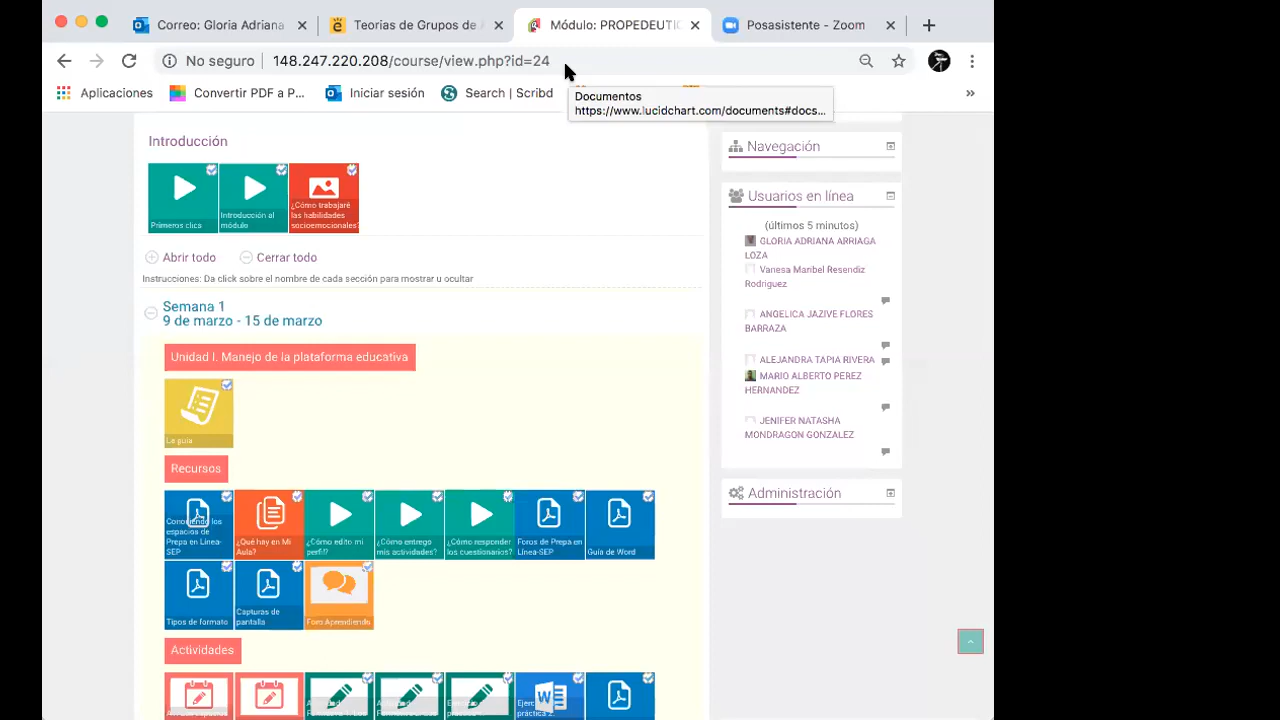 Correo: Gloria Adriana
Teorías de Grupos de
Módulo: PROPEDEUTIC
Posasistente - Zoom
No seguro
148.247.220.208/course/view.php?id=24
Aplicaciones
Convertir PDF a P...
Iniciar sesión
Search | Scribd
Documentos
https://www.lucidchart.com/documents#docs...
Introducción
Primeros clics
Introducción al
módulo
¿Cómo trabajaré
las habilidades
socioemocionales?
Abrir todo
Cerrar todo
Instrucciones: Da click sobre el nombre de cada sección para mostrar u ocultar
Semana 1
9 de marzo - 15 de marzo
Unidad I. Manejo de la plataforma educativa
La guía
Recursos
Conociendo los
espacios de
Prepa en Línea-
SEP
¿Qué hay en Mi
Aula?
¿Cómo edito mi
perfil?
¿Cómo entrego
mis actividades?
¿Cómo responder
los cuestionarios?
Foros de Prepa en
Línea-SEP
Guía de Word
Tipos de formato
Capturas de
pantalla
Foro Aprendiendo
Actividades
Navegación
Usuarios en línea
(últimos 5 minutos)
GLORIA ADRIANA ARRIAGA
LOZA
Vanesa Maribel Resendiz
Rodriguez
ANGELICA JAZIVE FLORES
BARRAZA
ALEJANDRA TAPIA RIVERA
MARIO ALBERTO PEREZ
HERNANDEZ
JENIFER NATASHA
MONDRAGON GONZALEZ
Administración